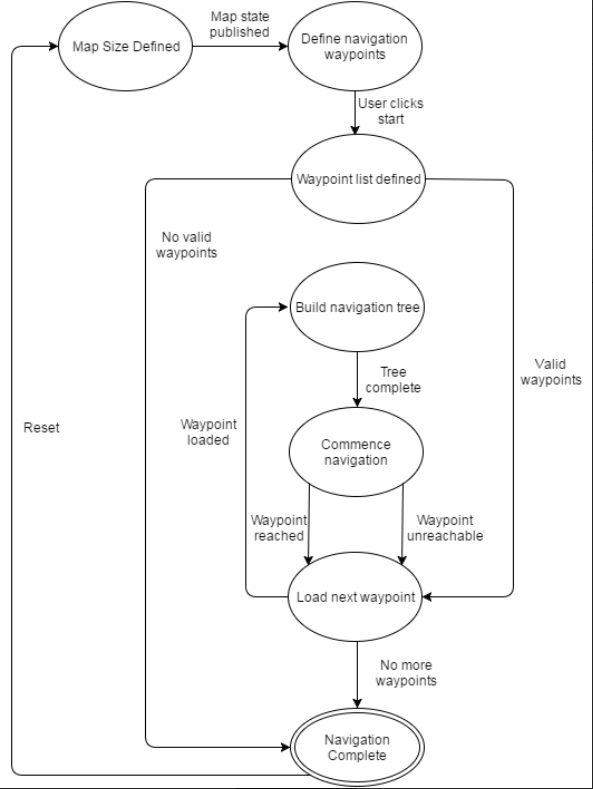 Map state
published
Map Size Defined
Define navigation
waypoints
User clicks
start
Waypoint list defined
No valid
waypoints
Build navigation tree
Valid
waypoints
Tree
complete
Reset
Waypoint
loaded
Commence
navigation
Waypoint
reached
Waypoint
unreachable
Load next waypoint
No more
waypoints
Navigation
Complete